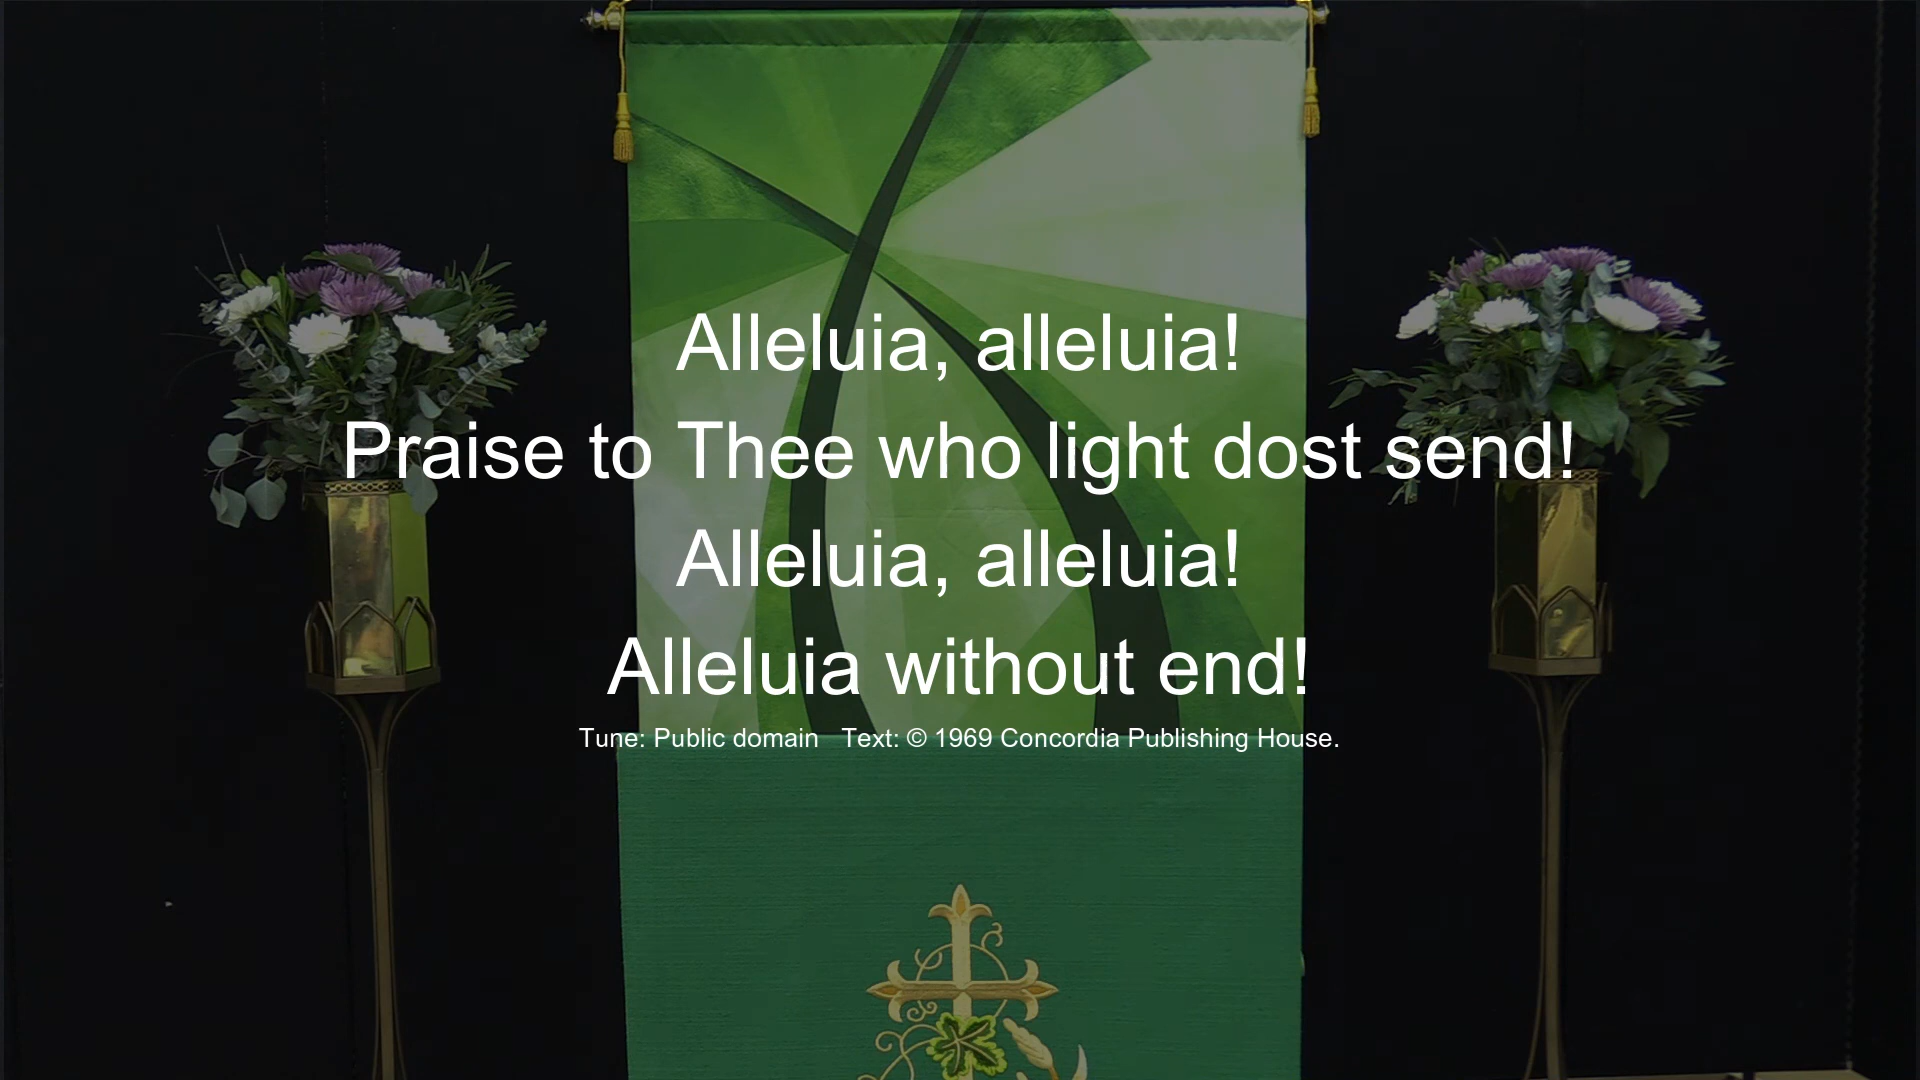 Alleluia, alleluia!
Praise to Thee who light dost send!
Alleluia, alleluia!
Alleluia without end!
Tune: Public domain   Text: © 1969 Concordia Publishing House.